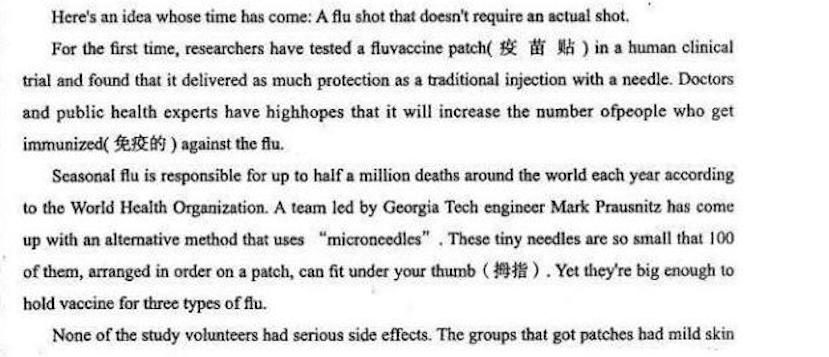 Here's an idea whose time has come: A flu shot that doesn't require an actual shot.
For the first time, researchers have tested a fluvaccine patch( 疫 苗 贴 ) in a human clinical
trial and found that it delivered as much protection as a traditional injection with a needle. Doctors
and public health experts have highhopes that it will increase the number ofpeople who get
immunized( 免疫的 ) against the flu.
Seasonal flu is responsible for up to half a million deaths around the world each year according
to the World Health Organization. A team led by Georgia Tech engineer Mark Prausnitz has come
up with an alternative method that uses “microneedles”. These tiny needles are so small that 100
of them, arranged in order on a patch, can fit under your thumb ( 拇指 ) . Yet they're big enough to
hold vaccine for three types of flu.
None of the study volunteers had serious side effects. The groups that got patches had mild skin